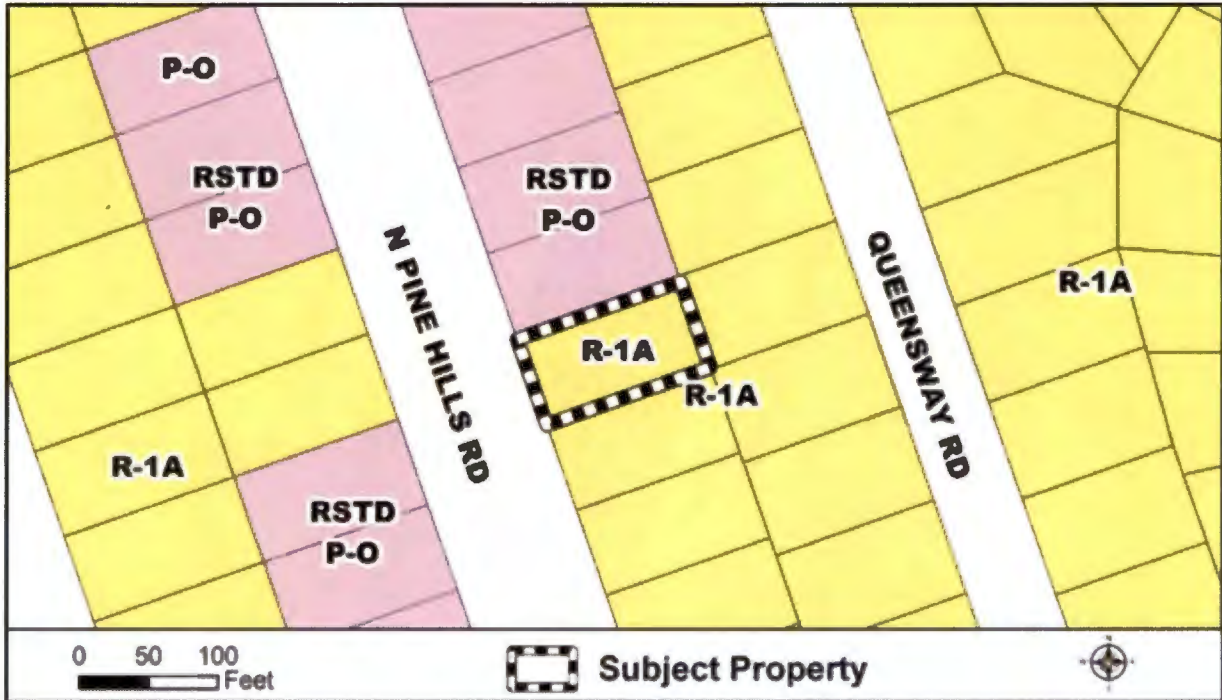 P-O
RSTD
P-O
RSTD
P-O
N PINE HILLS RD
QUEENSWAY RD
R-1A
R-1A
R-1A
R-1A
RSTD
P-O
0 50 100
Feet
Subject Property